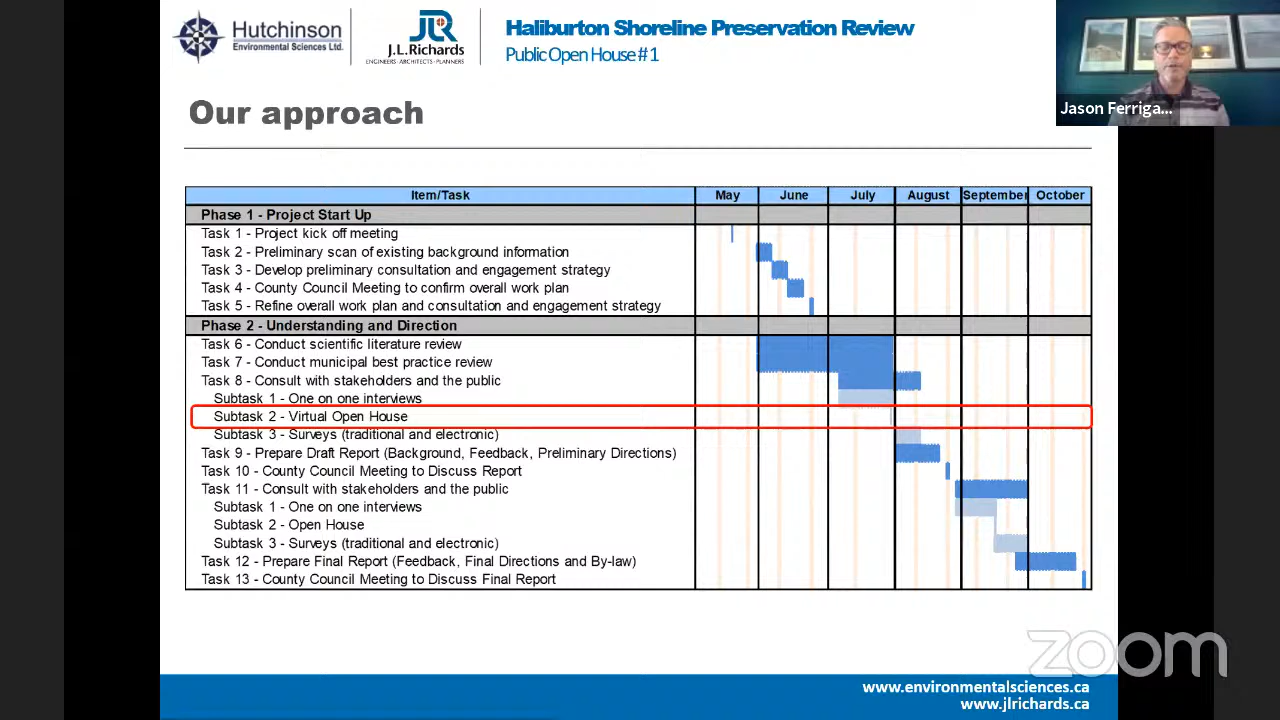 Hutchinson
Environmental Sciences Ltd.
J.L.Richards
ENGINEERS · ARCHITECTS · PLANNERS
Haliburton Shoreline Preservation Review
Public Open House # 1
Jason Ferriga...
Our approach
Item/Task May June July August September October
Phase 1 - Project Start Up
Task 1 - Project kick off meeting
Task 2 - Preliminary scan of existing background information
Task 3 - Develop preliminary consultation and engagement strategy
Task 4 - County Council Meeting to confirm overall work plan
Task 5 - Refine overall work plan and consultation and engagement strategy
Phase 2 - Understanding and Direction
Task 6 - Conduct scientific literature review
Task 7 - Conduct municipal best practice review
Task 8 - Consult with stakeholders and the public
Subtask 1 - One on one interviews
Subtask 2 - Virtual Open House
Subtask 3 - Surveys (traditional and electronic)
Task 9 - Prepare Draft Report (Background, Feedback, Preliminary Directions)
Task 10 - County Council Meeting to Discuss Report
Task 11 - Consult with stakeholders and the public
Subtask 1 - One on one interviews
Subtask 2 - Open House
Subtask 3 - Surveys (traditional and electronic)
Task 12 - Prepare Final Report (Feedback, Final Directions and By-law)
Task 13 - County Council Meeting to Discuss Final Report
zoom
www.environmentalsciences.ca
www.jlrichards.ca